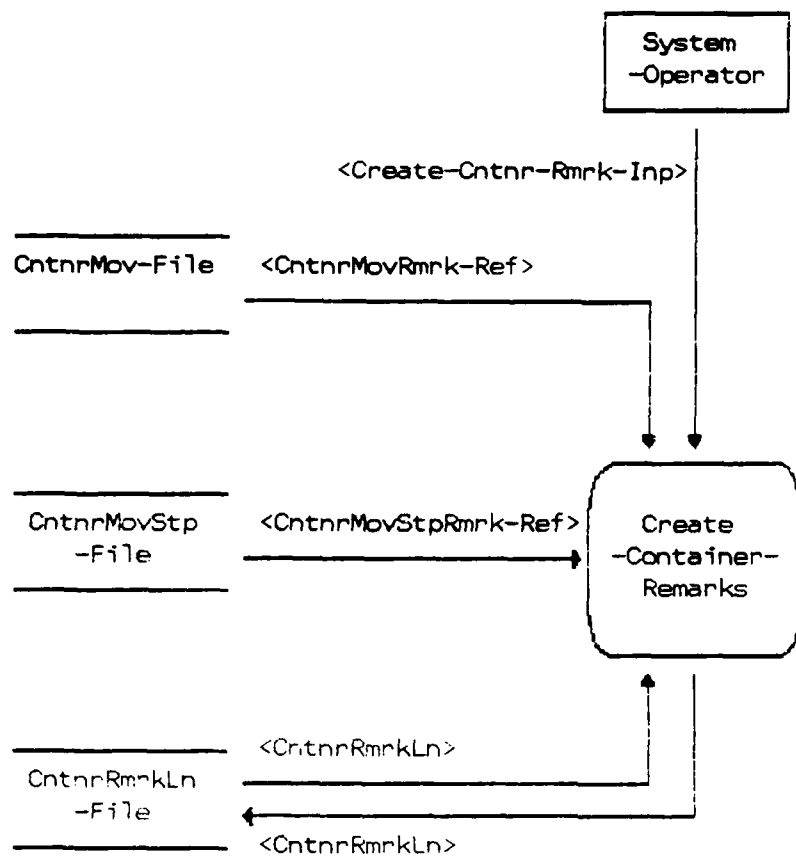 System
-Operator
<Create-Cntnr-Rmrk-Inp>
CntnrMov-File
<CntnrMovRmrk-Ref>
CntnrMovStp
-File
<CntnrMovStpRmrk-Ref>
Create
-Container-
Remarks
<CntnrRmrkLn>
CntnrRmrkLn
-File
<CntnrRmrkLn>